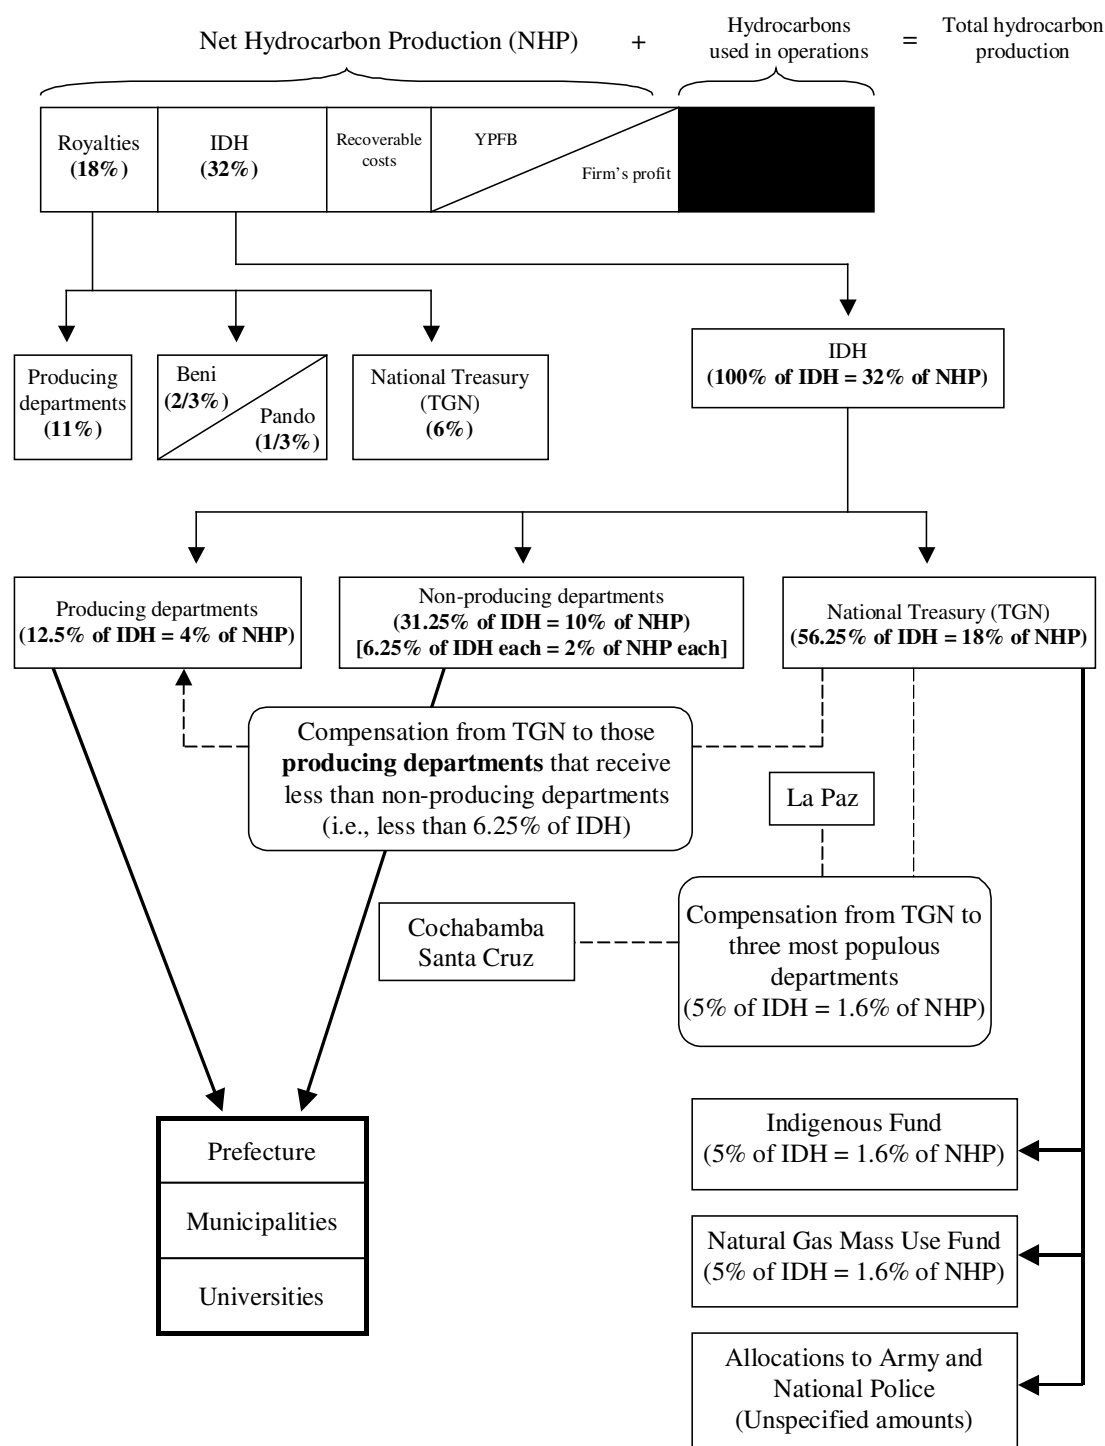 Net Hydrocarbon Production (NHP)
+
Hydrocarbons
used in operations
=
Total hydrocarbon
production
Royalties
(18%)
IDH
(32%)
Recoverable
costs
YPFB
Firm's profit
Producing
departments
(11%)
Beni
(2/3%)
Pando
(1/3%)
National Treasury
(TGN)
(6%)
IDH
(100% of IDH = 32% of NHP)
Producing departments
(12.5% of IDH = 4% of NHP)
Non-producing departments
(31.25% of IDH = 10% of NHP)
[6.25% of IDH each = 2% of NHP each]
National Treasury (TGN)
(56.25% of IDH = 18% of NHP)
Compensation from TGN to those
producing departments that receive
less than non-producing departments
(i.e., less than 6.25% of IDH)
La Paz
Cochabamba
Santa Cruz
Compensation from TGN to
three most populous
departments
(5% of IDH = 1.6% of NHP)
Prefecture
Municipalities
Universities
Indigenous Fund
(5% of IDH = 1.6% of NHP)
Natural Gas Mass Use Fund
(5% of IDH = 1.6% of NHP)
Allocations to Army and
National Police
(Unspecified amounts)